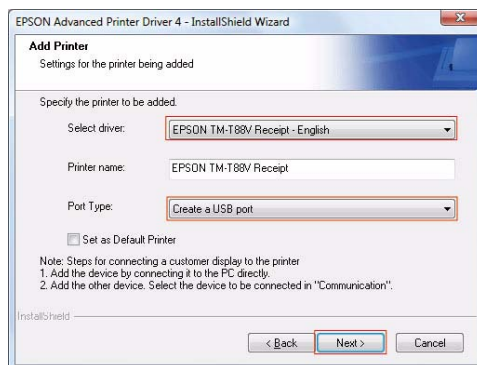 EPSON Advanced Printer Driver 4 - InstallShield Wizard
Add Printer
Settings for the printer being added
Specify the printer to be added.
Select driver: EPSON TM-T88V Receipt - English
Printer name: EPSON TM-T88V Receipt
Port Type: Create a USB port
Set as Default Printer
Note: Steps for connecting a customer display to the printer
1. Add the device by connecting it to the PC directly.
2. Add the other device. Select the device to be connected in "Communication".
InstallShield
< Back Next > Cancel